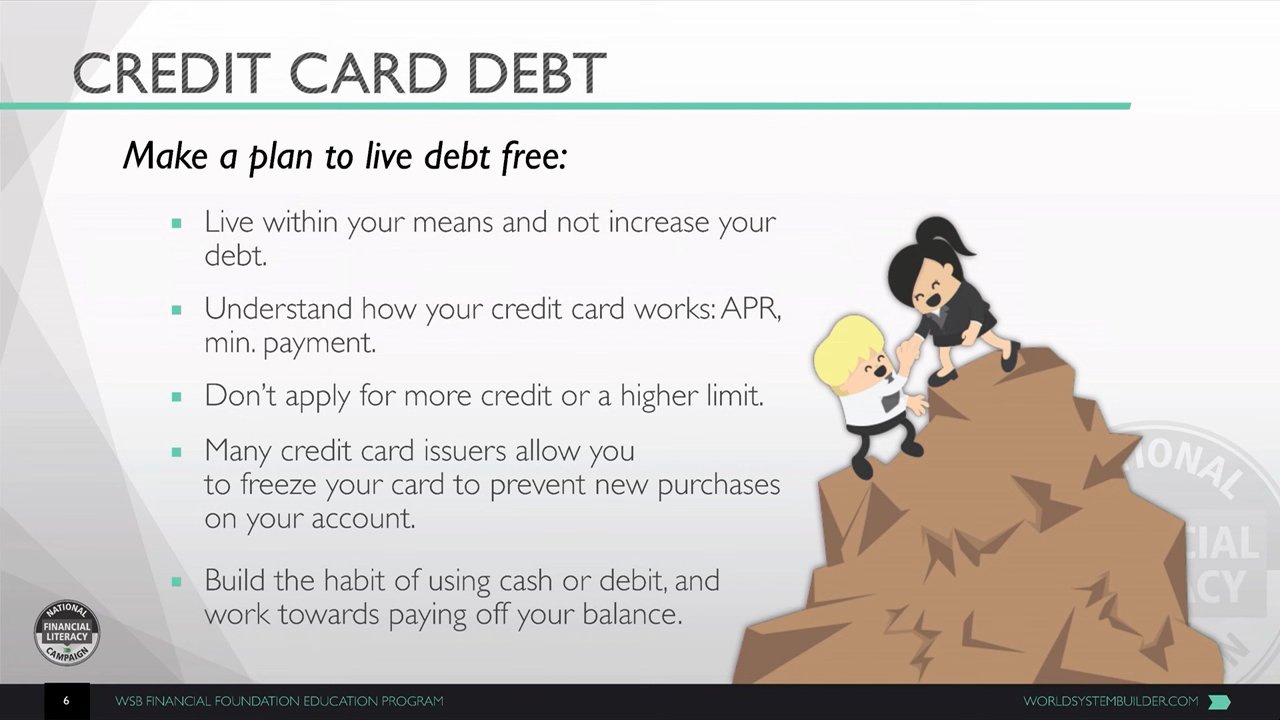 CREDIT CARD DEBT
Make a plan to live debt free:
Live within your means and not increase your
debt.
Understand how your credit card works: APR,
min. payment.
Don't apply for more credit or a higher limit.
Many credit card issuers allow you
to freeze your card to prevent new purchases
on your account.
Build the habit of using cash or debit, and
work towards paying off your balance.
NATIONAL
FINANCIAL
LITERACY
CAMPAIGN
6
WSB FINANCIAL FOUNDATION EDUCATION PROGRAM
WORLDSYSTEMBUILDER.COM